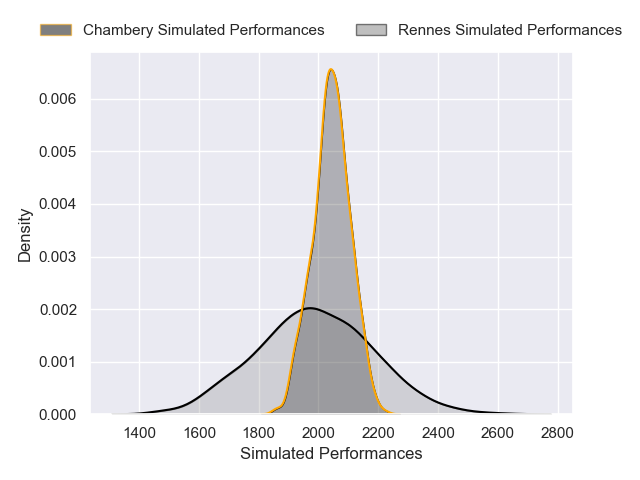 Chambery Simulated Performances Rennes Simulated Performances
0.006
0.005
0.004
0.003
0.002
0.001
0.000
Density
1400 1600 1800 2000 2200 2400 2600 2800
Simulated Performances